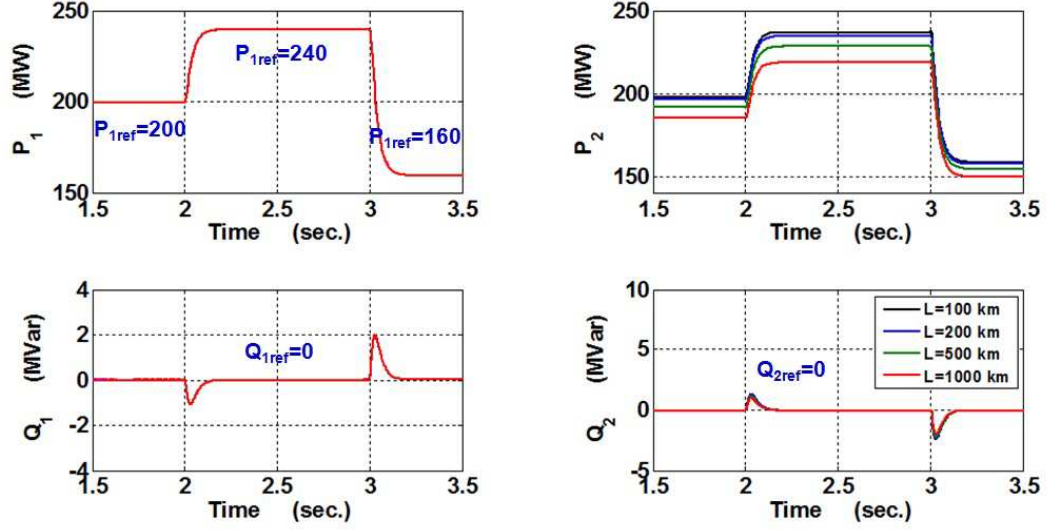 250
200
150
P1 (MW)
P1ref=240
P1ref=200
P1ref=160
1.5 2 2.5 3 3.5
Time (sec.)
250
200
150
P2 (MW)
1.5 2 2.5 3 3.5
Time (sec.)
4
2
0
-2
-4
Q1 (MVar)
Q1ref=0
1.5 2 2.5 3 3.5
Time (sec.)
10
5
0
-5
Q2 (MVar)
L=100 km
L=200 km
L=500 km
L=1000 km
Q2ref=0
1.5 2 2.5 3 3.5
Time (sec.)